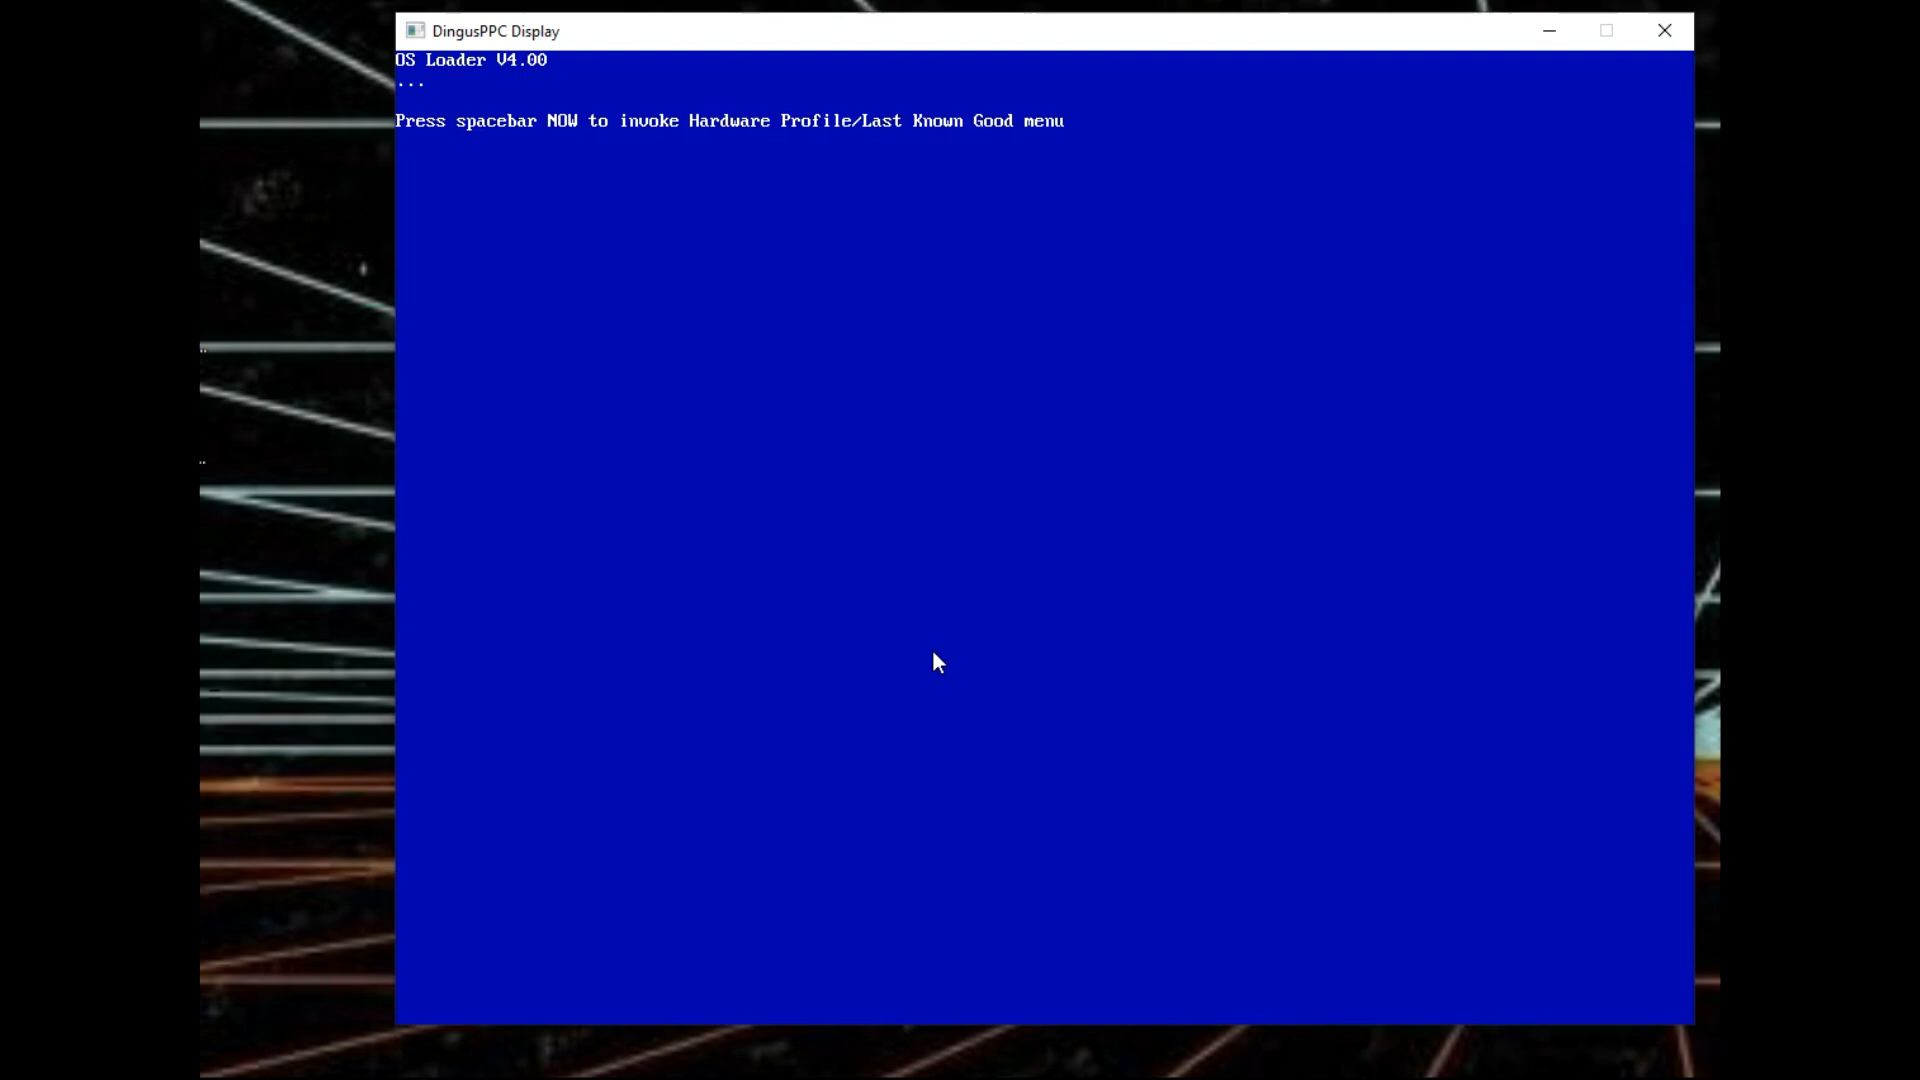 DingusPPC Display
OS Loader V4.00
...
Press spacebar NOW to invoke Hardware Profile/Last Known Good menu